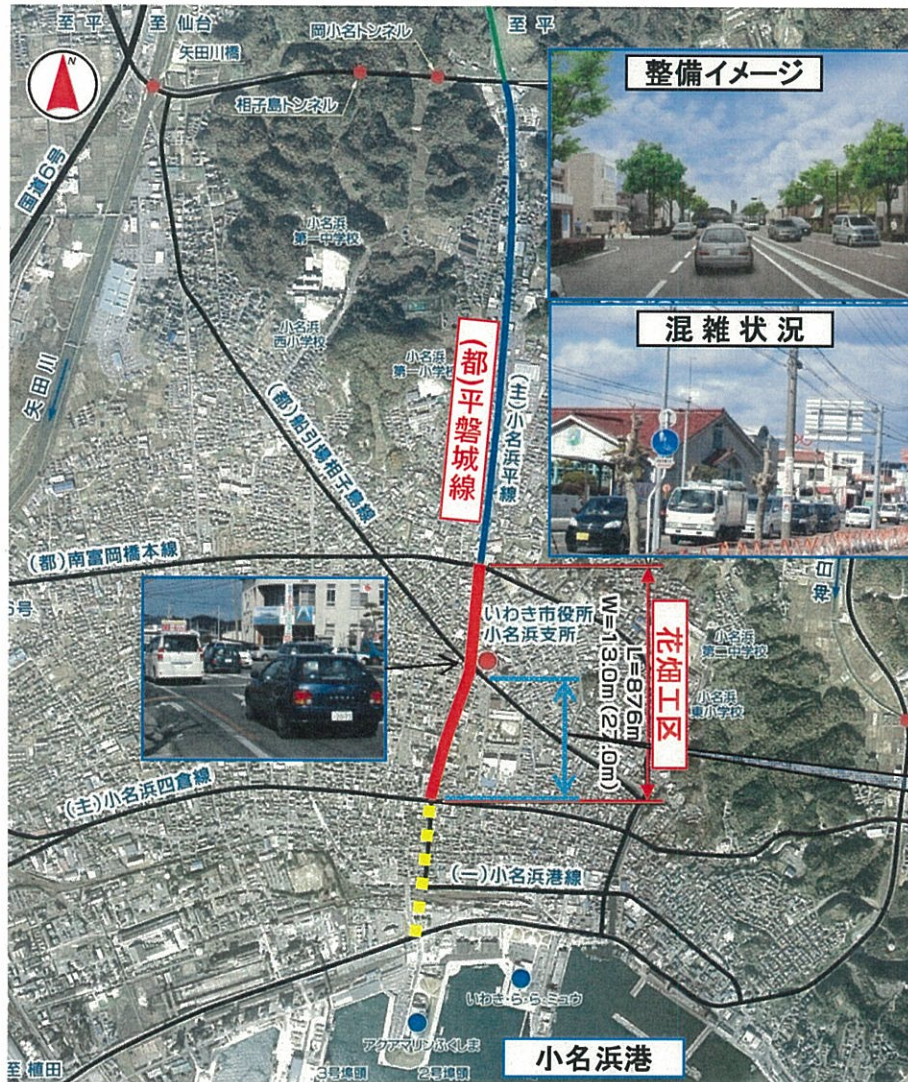 至 平
至 仙台
矢田川橋
岡小名トンネル
至 平
N
相子島トンネル
国道6号
整備イメージ
小名浜
第一中学校
混雑状況
小名浜
西小学校
小名浜
第一小学校
矢田川
(都)平磐城線
(主)小名浜平線
(都)船引場相子島線
(都)南富岡橋本線
6号
いわき市役所
小名浜支所
花畑工区
L=876m
W=13.0m(27.0m)
小名浜
第二中学校
小名浜
東小学校
(主)小名浜四倉線
(一)小名浜港線
いわき・ら・ら・ミュウ
アクアマリンふくしま
至 植田
3号埠頭
2号埠頭
小名浜港